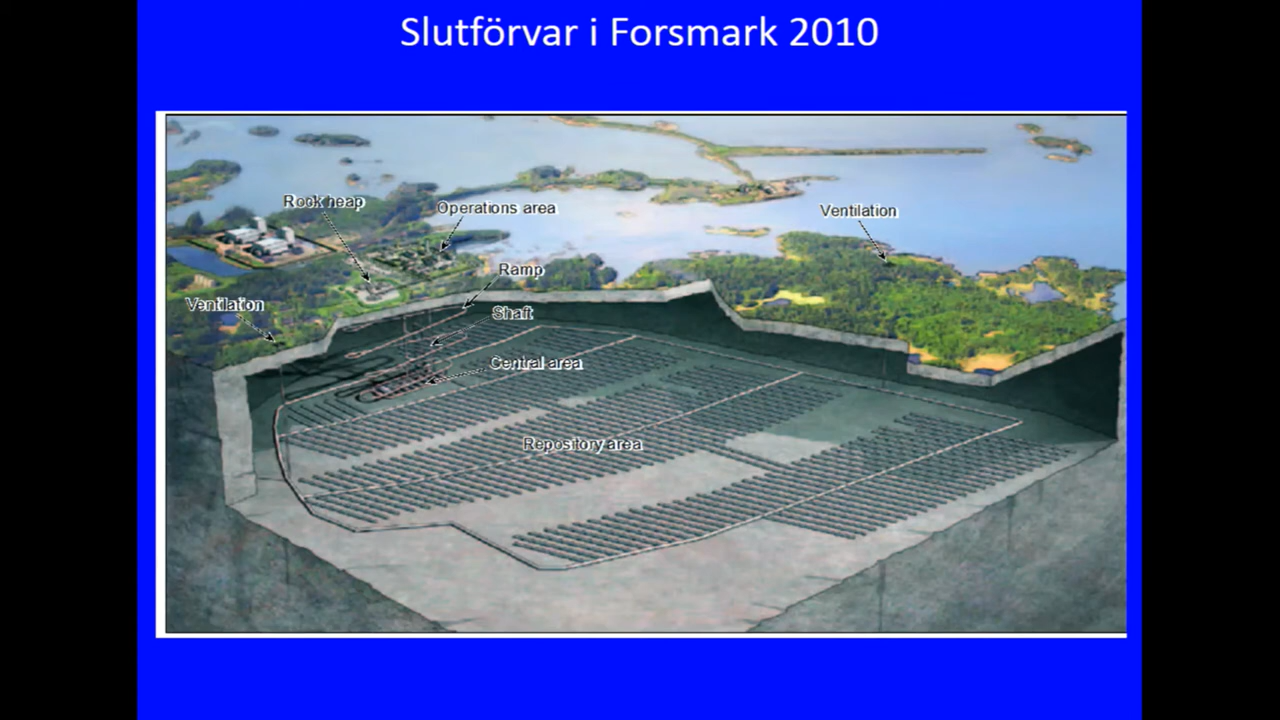 Slutförvar i Forsmark 2010
Rock heap
Operations area
Ventilation
Ramp
Ventilation
Shaft
Central area
Repository area